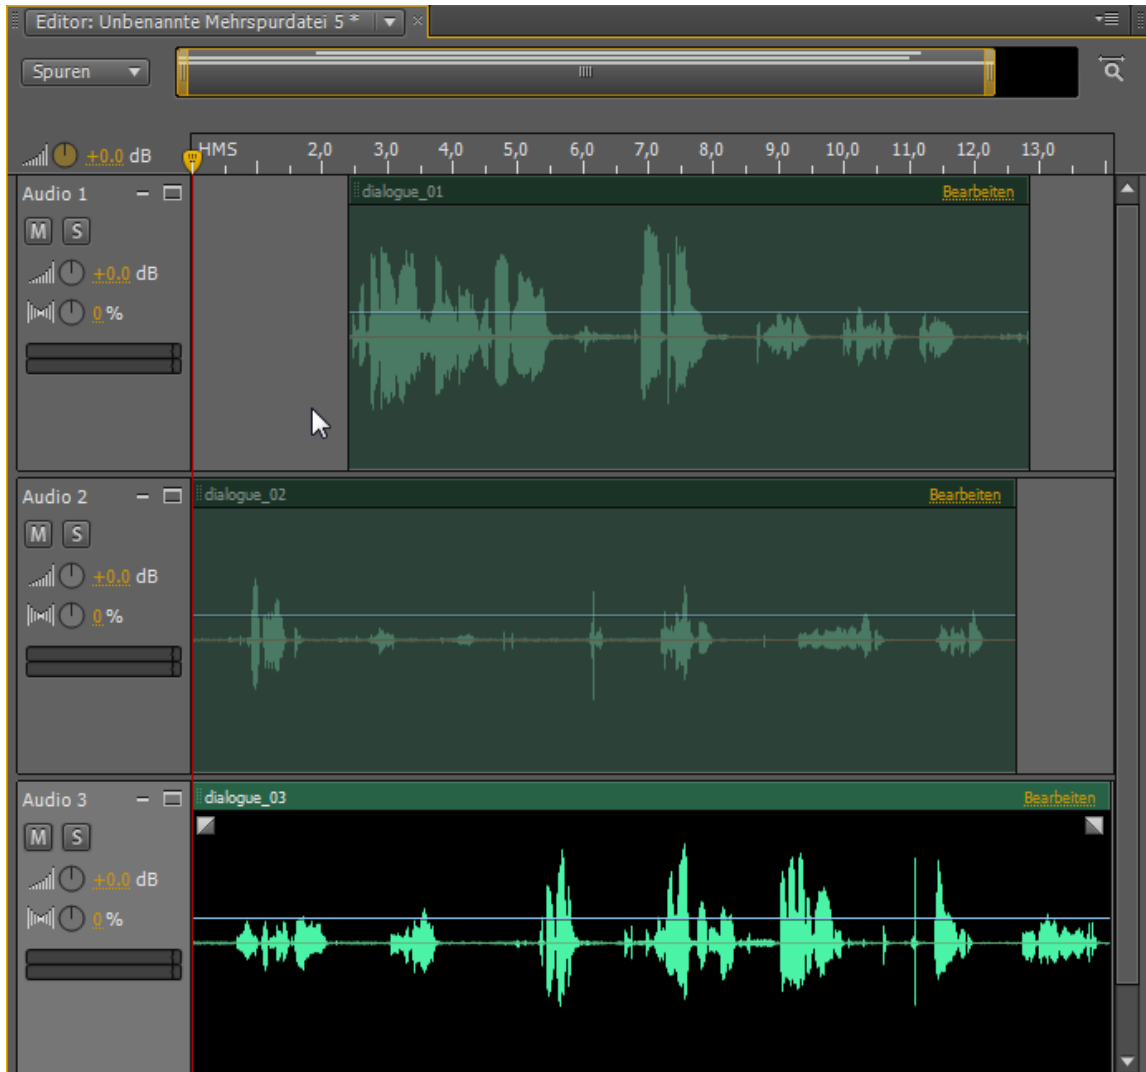 Editor: Unbenannte Mehrspurdatei 5 *
Spuren
+0.0 dB
HMS 2,0 3,0 4,0 5,0 6,0 7,0 8,0 9,0 10,0 11,0 12,0 13,0
Audio 1
dialogue_01 Bearbeiten
M S
+0.0 dB
0 %
Audio 2
dialogue_02 Bearbeiten
M S
+0.0 dB
0 %
Audio 3
dialogue_03 Bearbeiten
M S
+0.0 dB
0 %